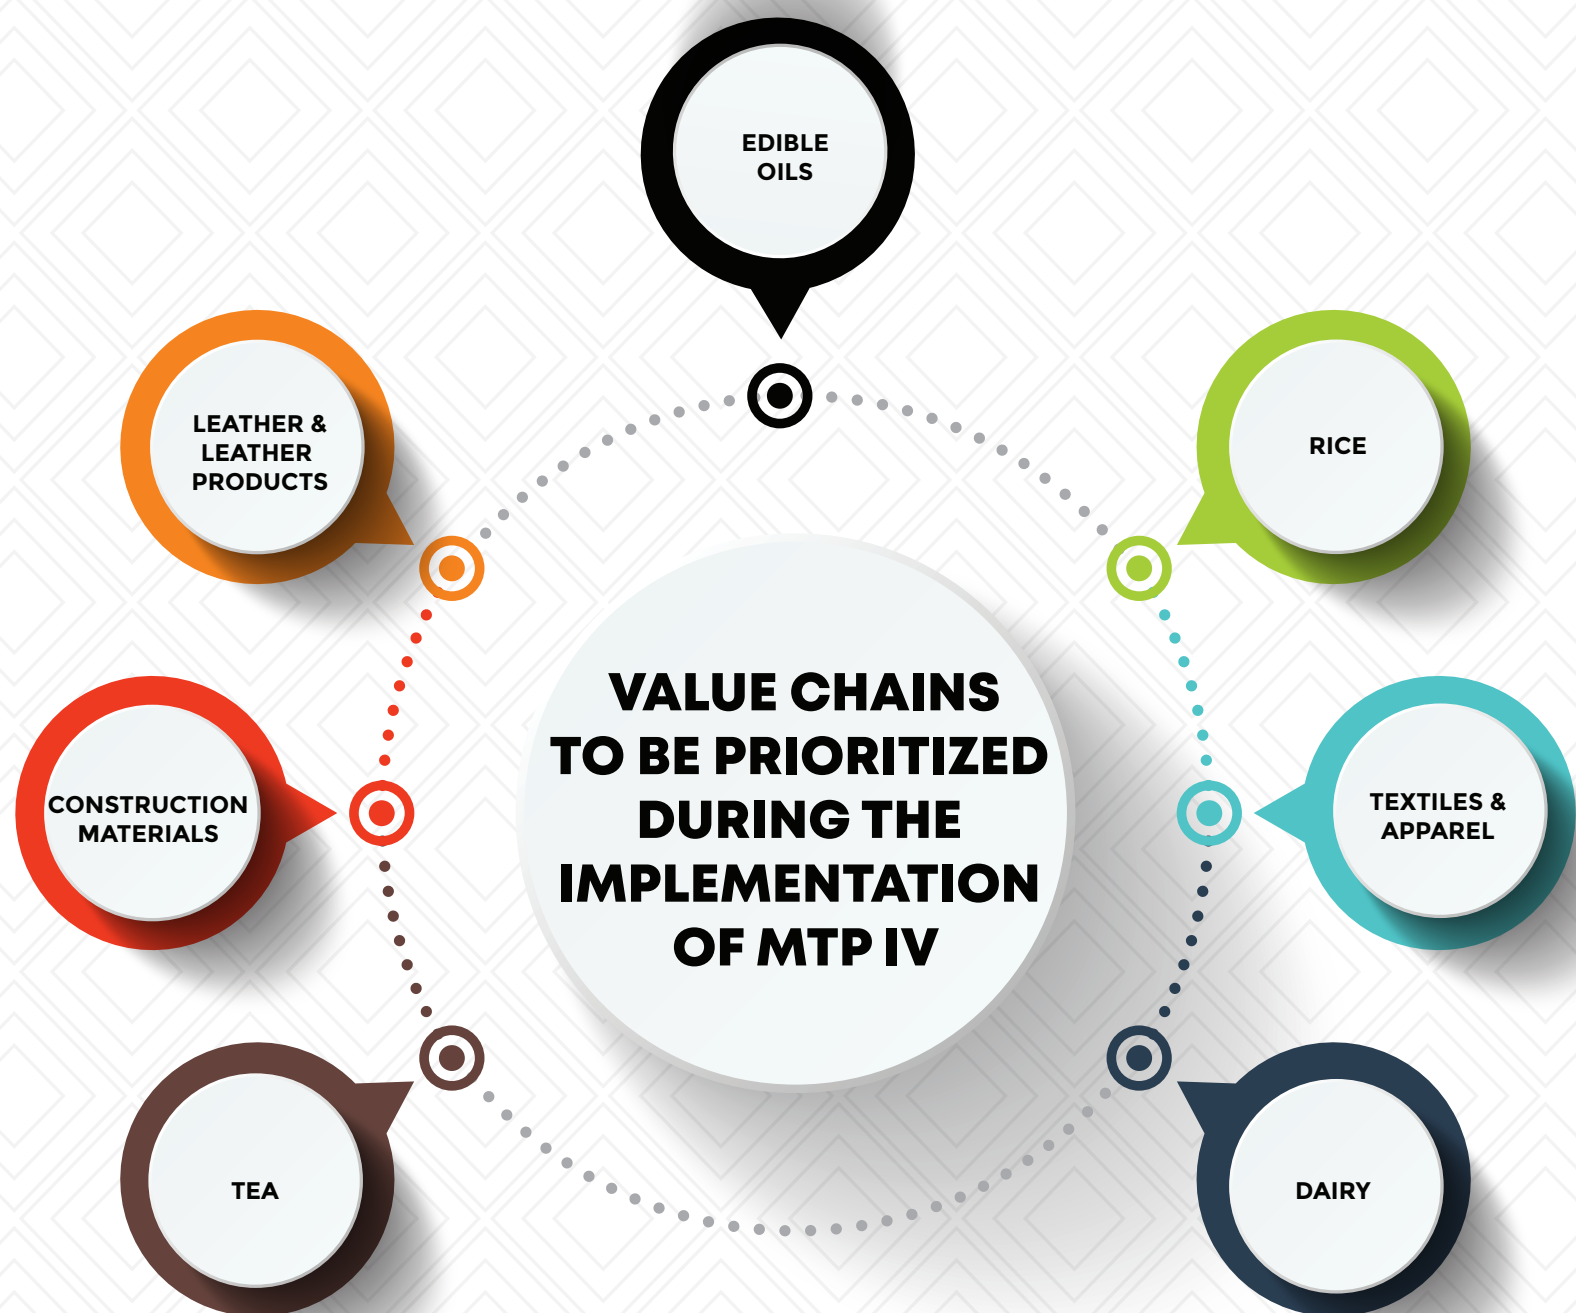 EDIBLE
OILS
LEATHER &
LEATHER
PRODUCTS
RICE
VALUE CHAINS
TO BE PRIORITIZED
DURING THE
IMPLEMENTATION
OF MTP IV
CONSTRUCTION
MATERIALS
TEXTILES &
APPAREL
TEA
DAIRY